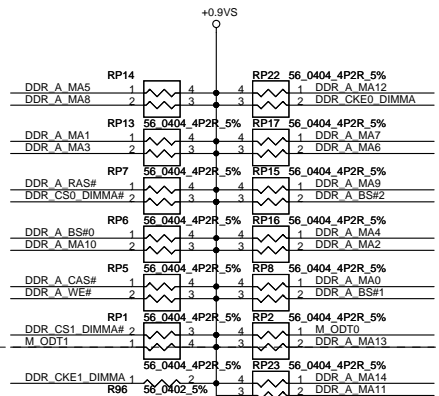 +0.9VS
RP14 RP22 56_0404_4P2R_5%
DDR_A_MA5 1 4 4 1 DDR_A_MA12
DDR_A_MA8 2 3 3 2 DDR_CKE0_DIMMA
RP13 56_0404_4P2R_5% RP17 56_0404_4P2R_5%
DDR_A_MA1 1 4 4 1 DDR_A_MA7
DDR_A_MA3 2 3 3 2 DDR_A_MA6
RP7 56_0404_4P2R_5% RP15 56_0404_4P2R_5%
DDR_A_RAS# 1 4 4 1 DDR_A_MA9
DDR_CS0_DIMMA# 2 3 3 2 DDR_A_BS#2
RP6 56_0404_4P2R_5% RP16 56_0404_4P2R_5%
DDR_A_BS#0 1 4 4 1 DDR_A_MA4
DDR_A_MA10 2 3 3 2 DDR_A_MA2
RP5 56_0404_4P2R_5% RP8 56_0404_4P2R_5%
DDR_A_CAS# 1 4 4 1 DDR_A_MA0
DDR_A_WE# 2 3 3 2 DDR_A_BS#1
RP1 56_0404_4P2R_5% RP2 56_0404_4P2R_5%
DDR_CS1_DIMMA# 2 3 4 1 M_ODT0
M_ODT1 1 4 3 2 DDR_A_MA13
56_0404_4P2R_5% RP23 56_0404_4P2R_5%
DDR_CKE1_DIMMA 1 2 4 1 DDR_A_MA14
R96 56_0402_5% 3 2 DDR_A_MA11